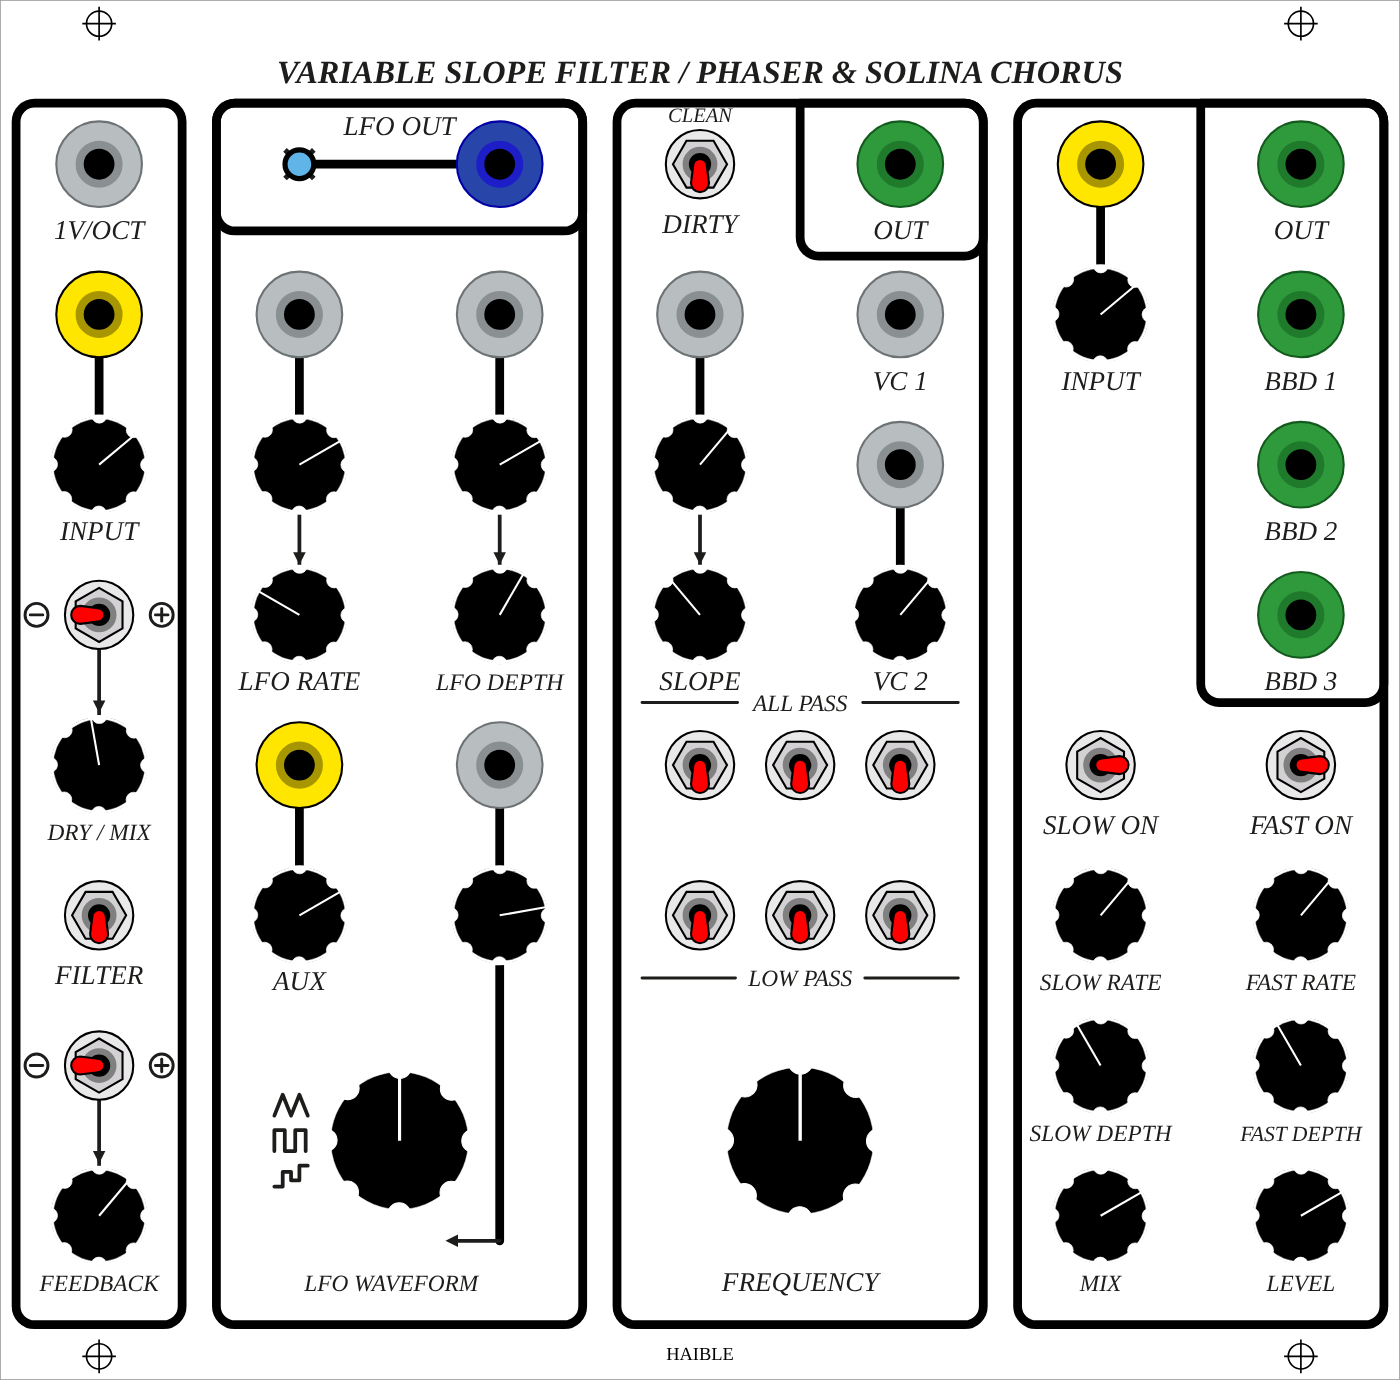 VARIABLE SLOPE FILTER / PHASER & SOLINA CHORUS
1V/OCT
INPUT
DRY / MIX
FILTER
FEEDBACK
LFO OUT
LFO RATE
LFO DEPTH
AUX
LFO WAVEFORM
CLEAN
DIRTY
OUT
VC 1
SLOPE
VC 2
ALL PASS
LOW PASS
FREQUENCY
INPUT
OUT
BBD 1
BBD 2
BBD 3
SLOW ON
FAST ON
SLOW RATE
FAST RATE
SLOW DEPTH
FAST DEPTH
MIX
LEVEL
HAIBLE